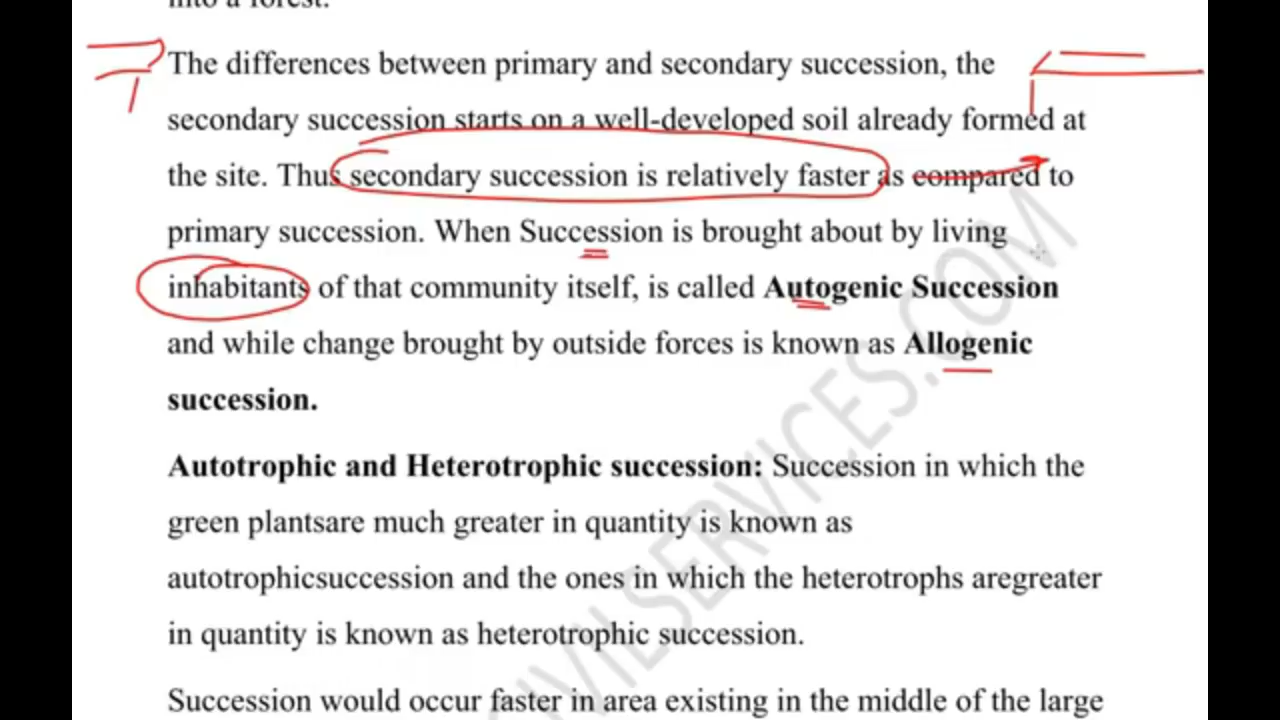 into a forest.
The differences between primary and secondary succession, the
secondary succession starts on a well-developed soil already formed at
the site. Thus secondary succession is relatively faster as compared to
primary succession. When Succession is brought about by living
inhabitants of that community itself, is called Autogenic Succession
and while change brought by outside forces is known as Allogenic
succession.
Autotrophic and Heterotrophic succession: Succession in which the
green plantsare much greater in quantity is known as
autotrophicsuccession and the ones in which the heterotrophs aregreater
in quantity is known as heterotrophic succession.
Succession would occur faster in area existing in the middle of the large
CIVILSERVICES.COM